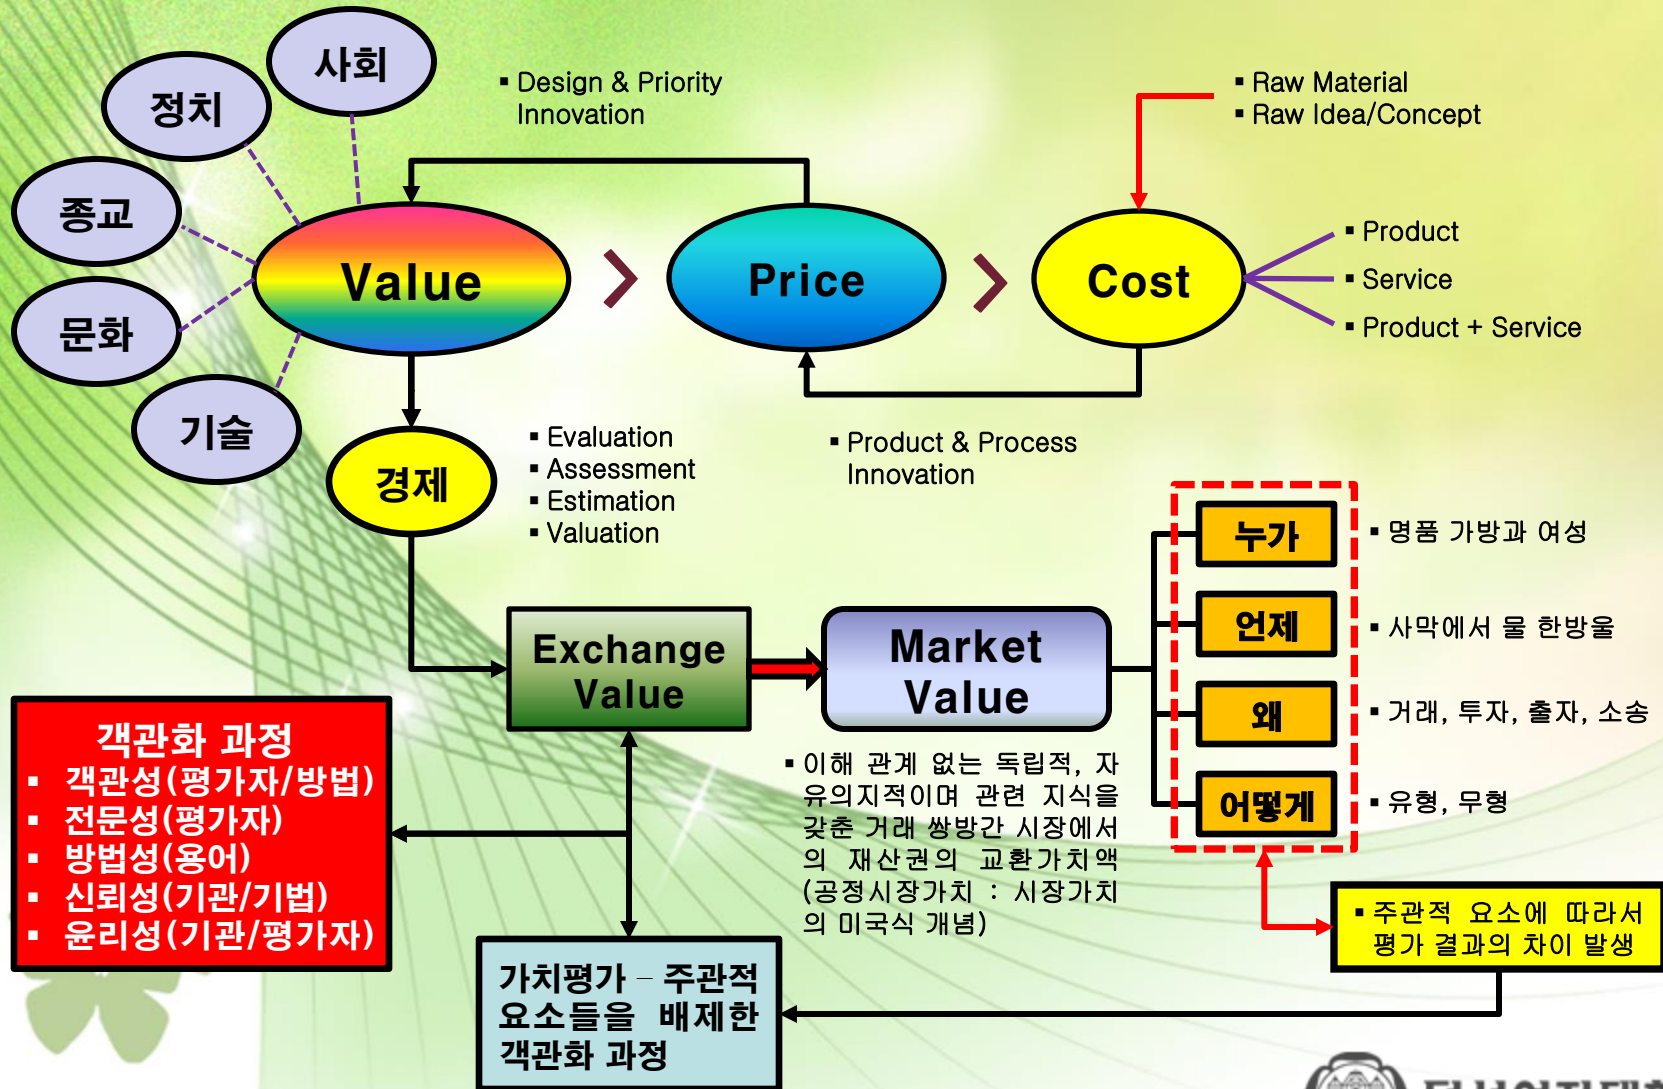 사회
정치
종교
문화
기술
▪ Design & Priority
Innovation
▪ Raw Material
▪ Raw Idea/Concept
Value
>
Price
>
Cost
▪ Product
▪ Service
▪ Product + Service
경제
▪ Evaluation
▪ Assessment
▪ Estimation
▪ Valuation
▪ Product & Process
Innovation
누가
▪ 명품 가방과 여성
언제
▪ 사막에서 물 한방울
왜
▪ 거래, 투자, 출자, 소송
어떻게
▪ 유형, 무형
Exchange
Value
Market
Value
▪ 이해 관계 없는 독립적, 자
유의지적이며 관련 지식을
갖춘 거래 쌍방간 시장에서
의 재산권의 교환가치액
(공정시장가치 : 시장가치
의 미국식 개념)
객관화 과정
▪ 객관성(평가자/방법)
▪ 전문성(평가자)
▪ 방법성(용어)
▪ 신뢰성(기관/기법)
▪ 윤리성(기관/평가자)
▪ 주관적 요소에 따라서
평가 결과의 차이 발생
가치평가 – 주관적
요소들을 배제한
객관화 과정